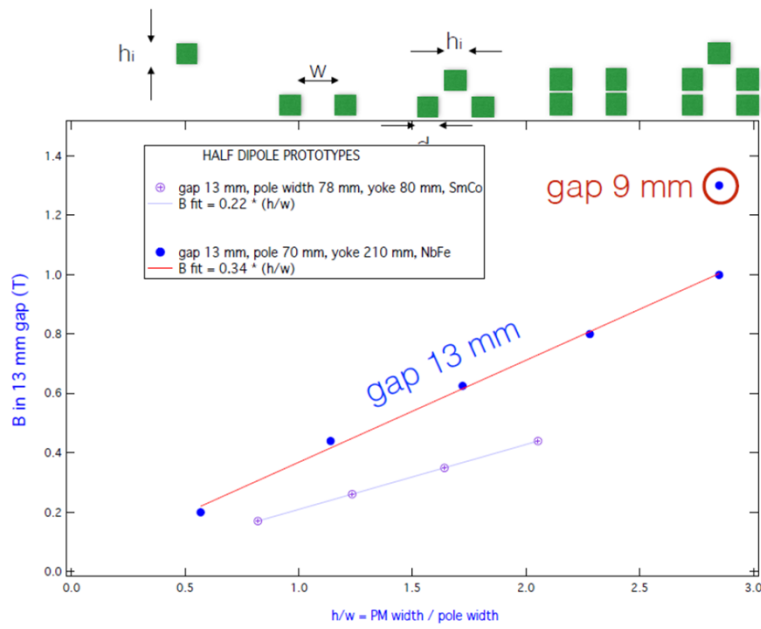 hi
w
hi
HALF DIPOLE PROTOTYPES
gap 13 mm, pole width 78 mm, yoke 80 mm, SmCo
B fit = 0.22 * (h/w)
gap 13 mm, pole 70 mm, yoke 210 mm, NbFe
B fit = 0.34 * (h/w)
gap 9 mm
gap 13 mm
B in 13 mm gap (T)
1.4
1.2
1.0
0.8
0.6
0.4
0.2
0.0
0.0 0.5 1.0 1.5 2.0 2.5 3.0
h/w = PM width / pole width